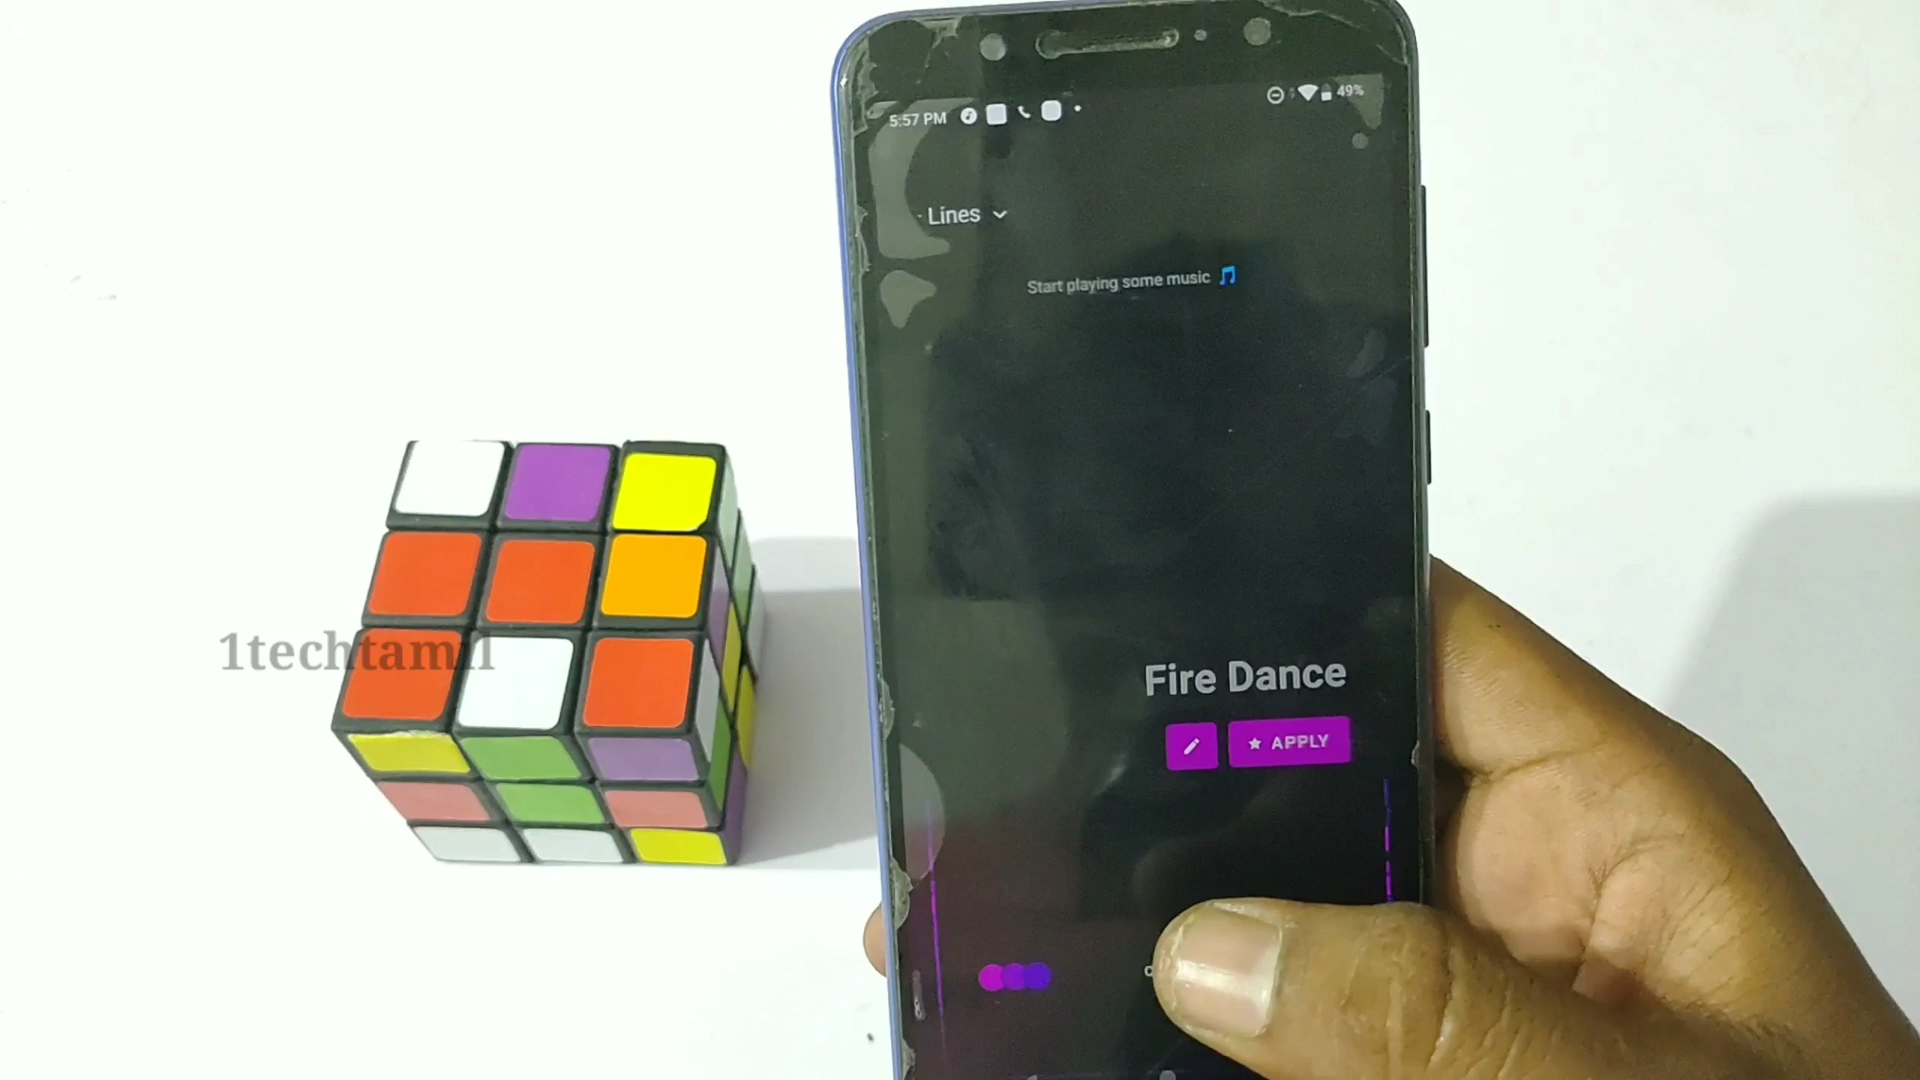 5:57 PM
49%
Lines
Start playing some music
1techtamil
Fire Dance
APPLY